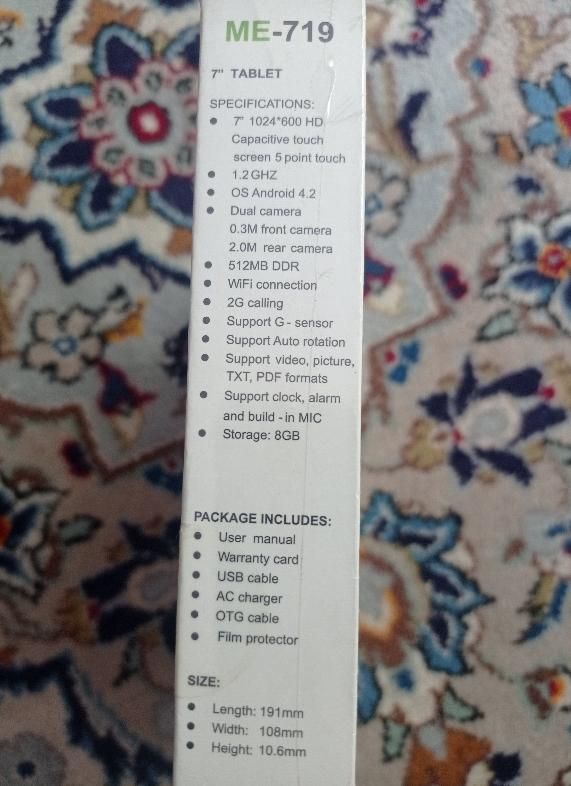 ME-719
7" TABLET
SPECIFICATIONS:
● 7" 1024*600 HD
Capacitive touch
screen 5 point touch
● 1.2GHZ
● OS Android 4.2
● Dual camera
0.3M front camera
2.0M rear camera
● 512MB DDR
● WiFi connection
● 2G calling
● Support G - sensor
● Support Auto rotation
● Support video, picture,
TXT, PDF formats
● Support clock, alarm
and build - in MIC
● Storage: 8GB
PACKAGE INCLUDES:
● User manual
● Warranty card
● USB cable
● AC charger
● OTG cable
● Film protector
SIZE:
● Length: 191mm
● Width: 108mm
● Height: 10.6mm